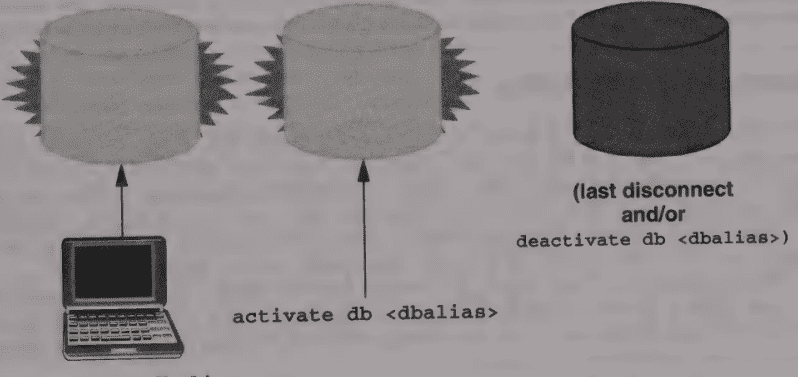 (last disconnect
and/or
deactivate db <dbalias>)
activate db <dbalias>